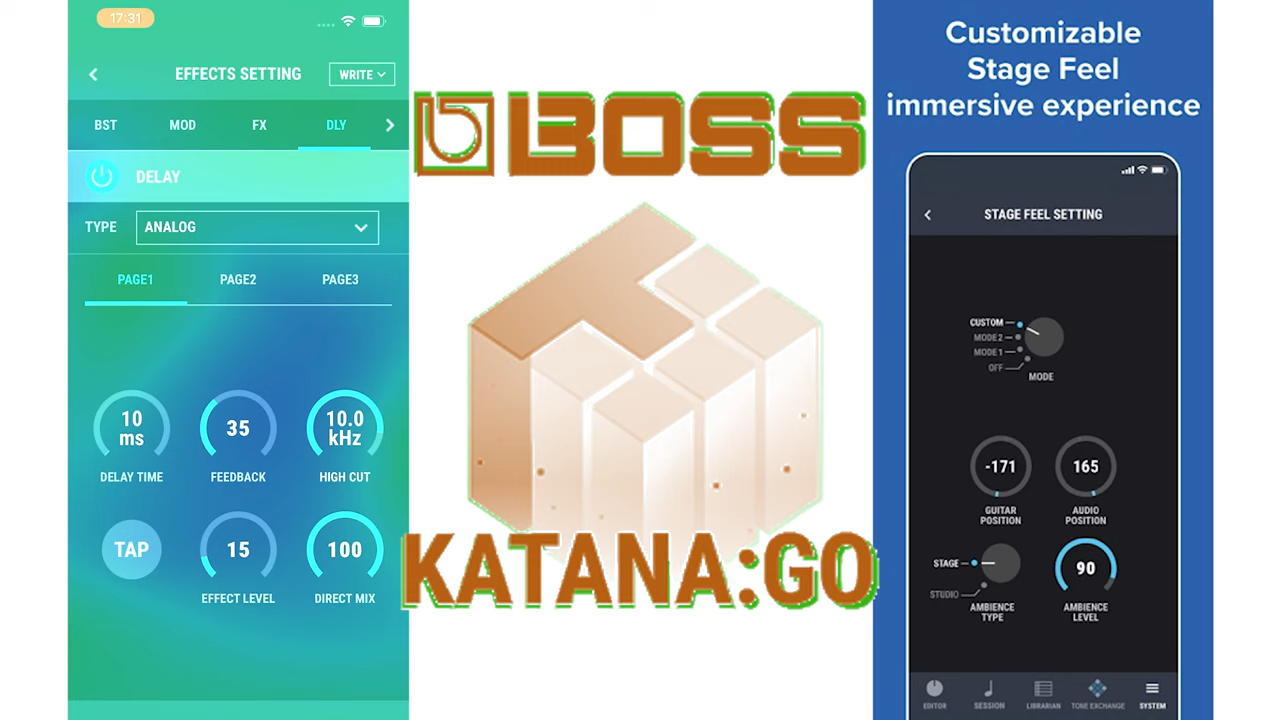 17:31
EFFECTS SETTING
WRITE
BST MOD FX DLY
DELAY
TYPE ANALOG
PAGE1 PAGE2 PAGE3
10 ms
35
10.0 kHz
DELAY TIME FEEDBACK HIGH CUT
TAP
15
100
EFFECT LEVEL DIRECT MIX
BOSS
KATANA:GO
Customizable
Stage Feel
immersive experience
STAGE FEEL SETTING
CUSTOM
MODE 2
MODE 1
OFF
MODE
-171
165
GUITAR
POSITION
AUDIO
POSITION
STAGE
STUDIO
90
AMBIENCE
TYPE
AMBIENCE
LEVEL
EDITOR SESSION LIBRARIAN TONE EXCHANGE SYSTEM